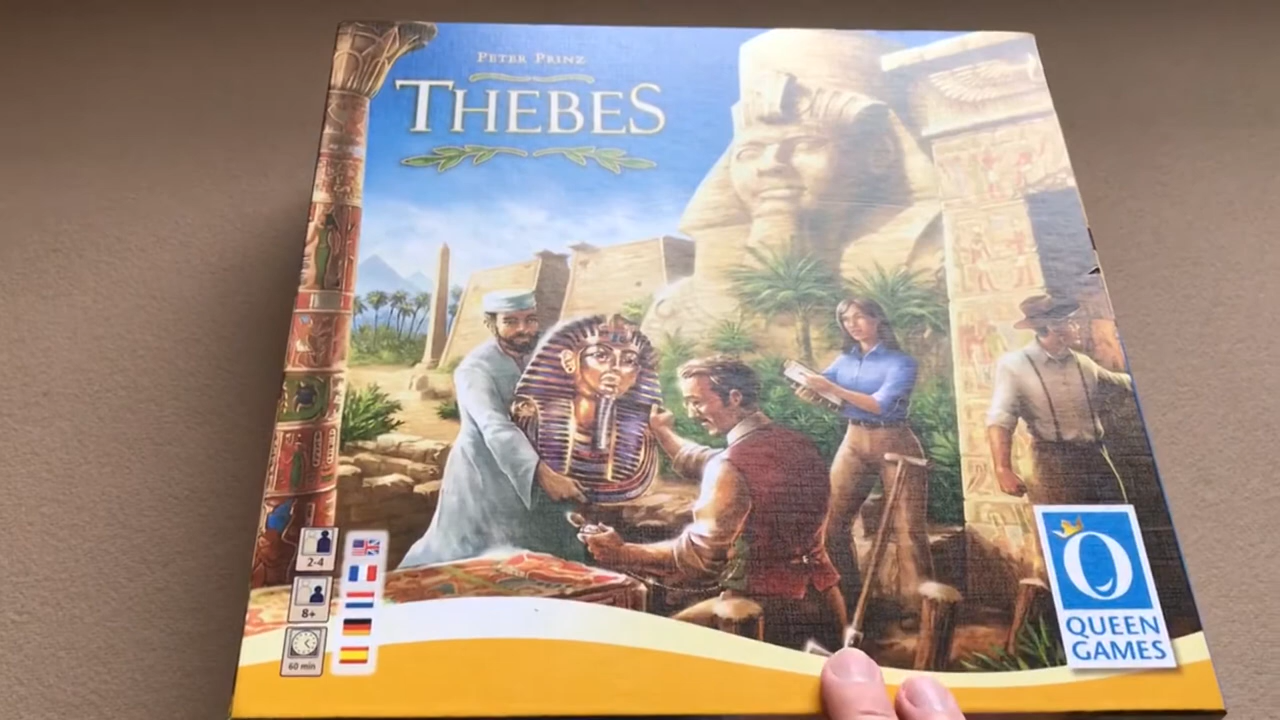 PETER PRINZ
THEBES
2-4
8+
60 min
QUEEN
GAMES